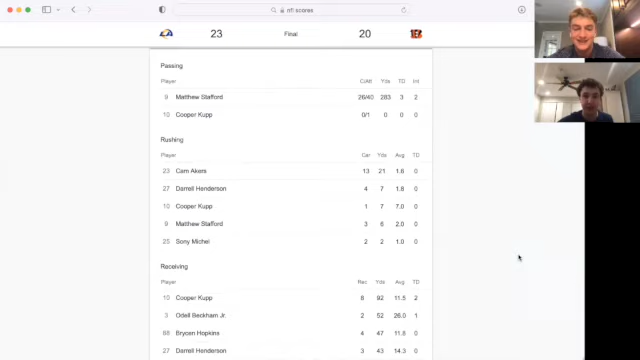 nfl scores
23 Final 20
Passing
Player C/Att Yds TD Int
9 Matthew Stafford 26/40 283 3 2
10 Cooper Kupp 0/1 0 0 0
Rushing
Player Car Yds Avg TD
23 Cam Akers 13 21 1.6 0
27 Darrell Henderson 4 7 1.8 0
10 Cooper Kupp 1 7 7.0 0
9 Matthew Stafford 3 6 2.0 0
25 Sony Michel 2 2 1.0 0
Receiving
Player Rec Yds Avg TD
10 Cooper Kupp 8 92 11.5 2
3 Odell Beckham Jr. 2 52 26.0 1
88 Brycen Hopkins 4 47 11.8 0
27 Darrell Henderson 3 43 14.3 0